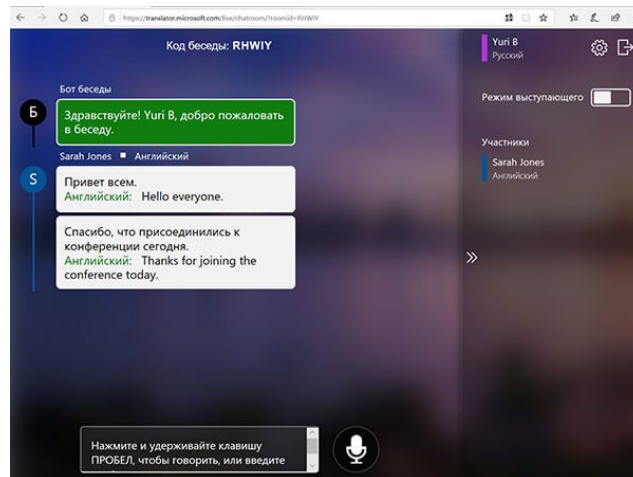 https://translator.microsoft.com/live/chatroom/?roomid=RHWIY
Код беседы: RHWIY
Бот беседы
Б
Здравствуйте! Yuri B, добро пожаловать
в беседу.
Sarah Jones ■ Английский
S
Привет всем.
Английский: Hello everyone.
Спасибо, что присоединились к
конференции сегодня.
Английский: Thanks for joining the
conference today.
Нажмите и удерживайте клавишу
ПРОБЕЛ, чтобы говорить, или введите
Yuri B
Русский
Режим выступающего
Участники
Sarah Jones
Английский